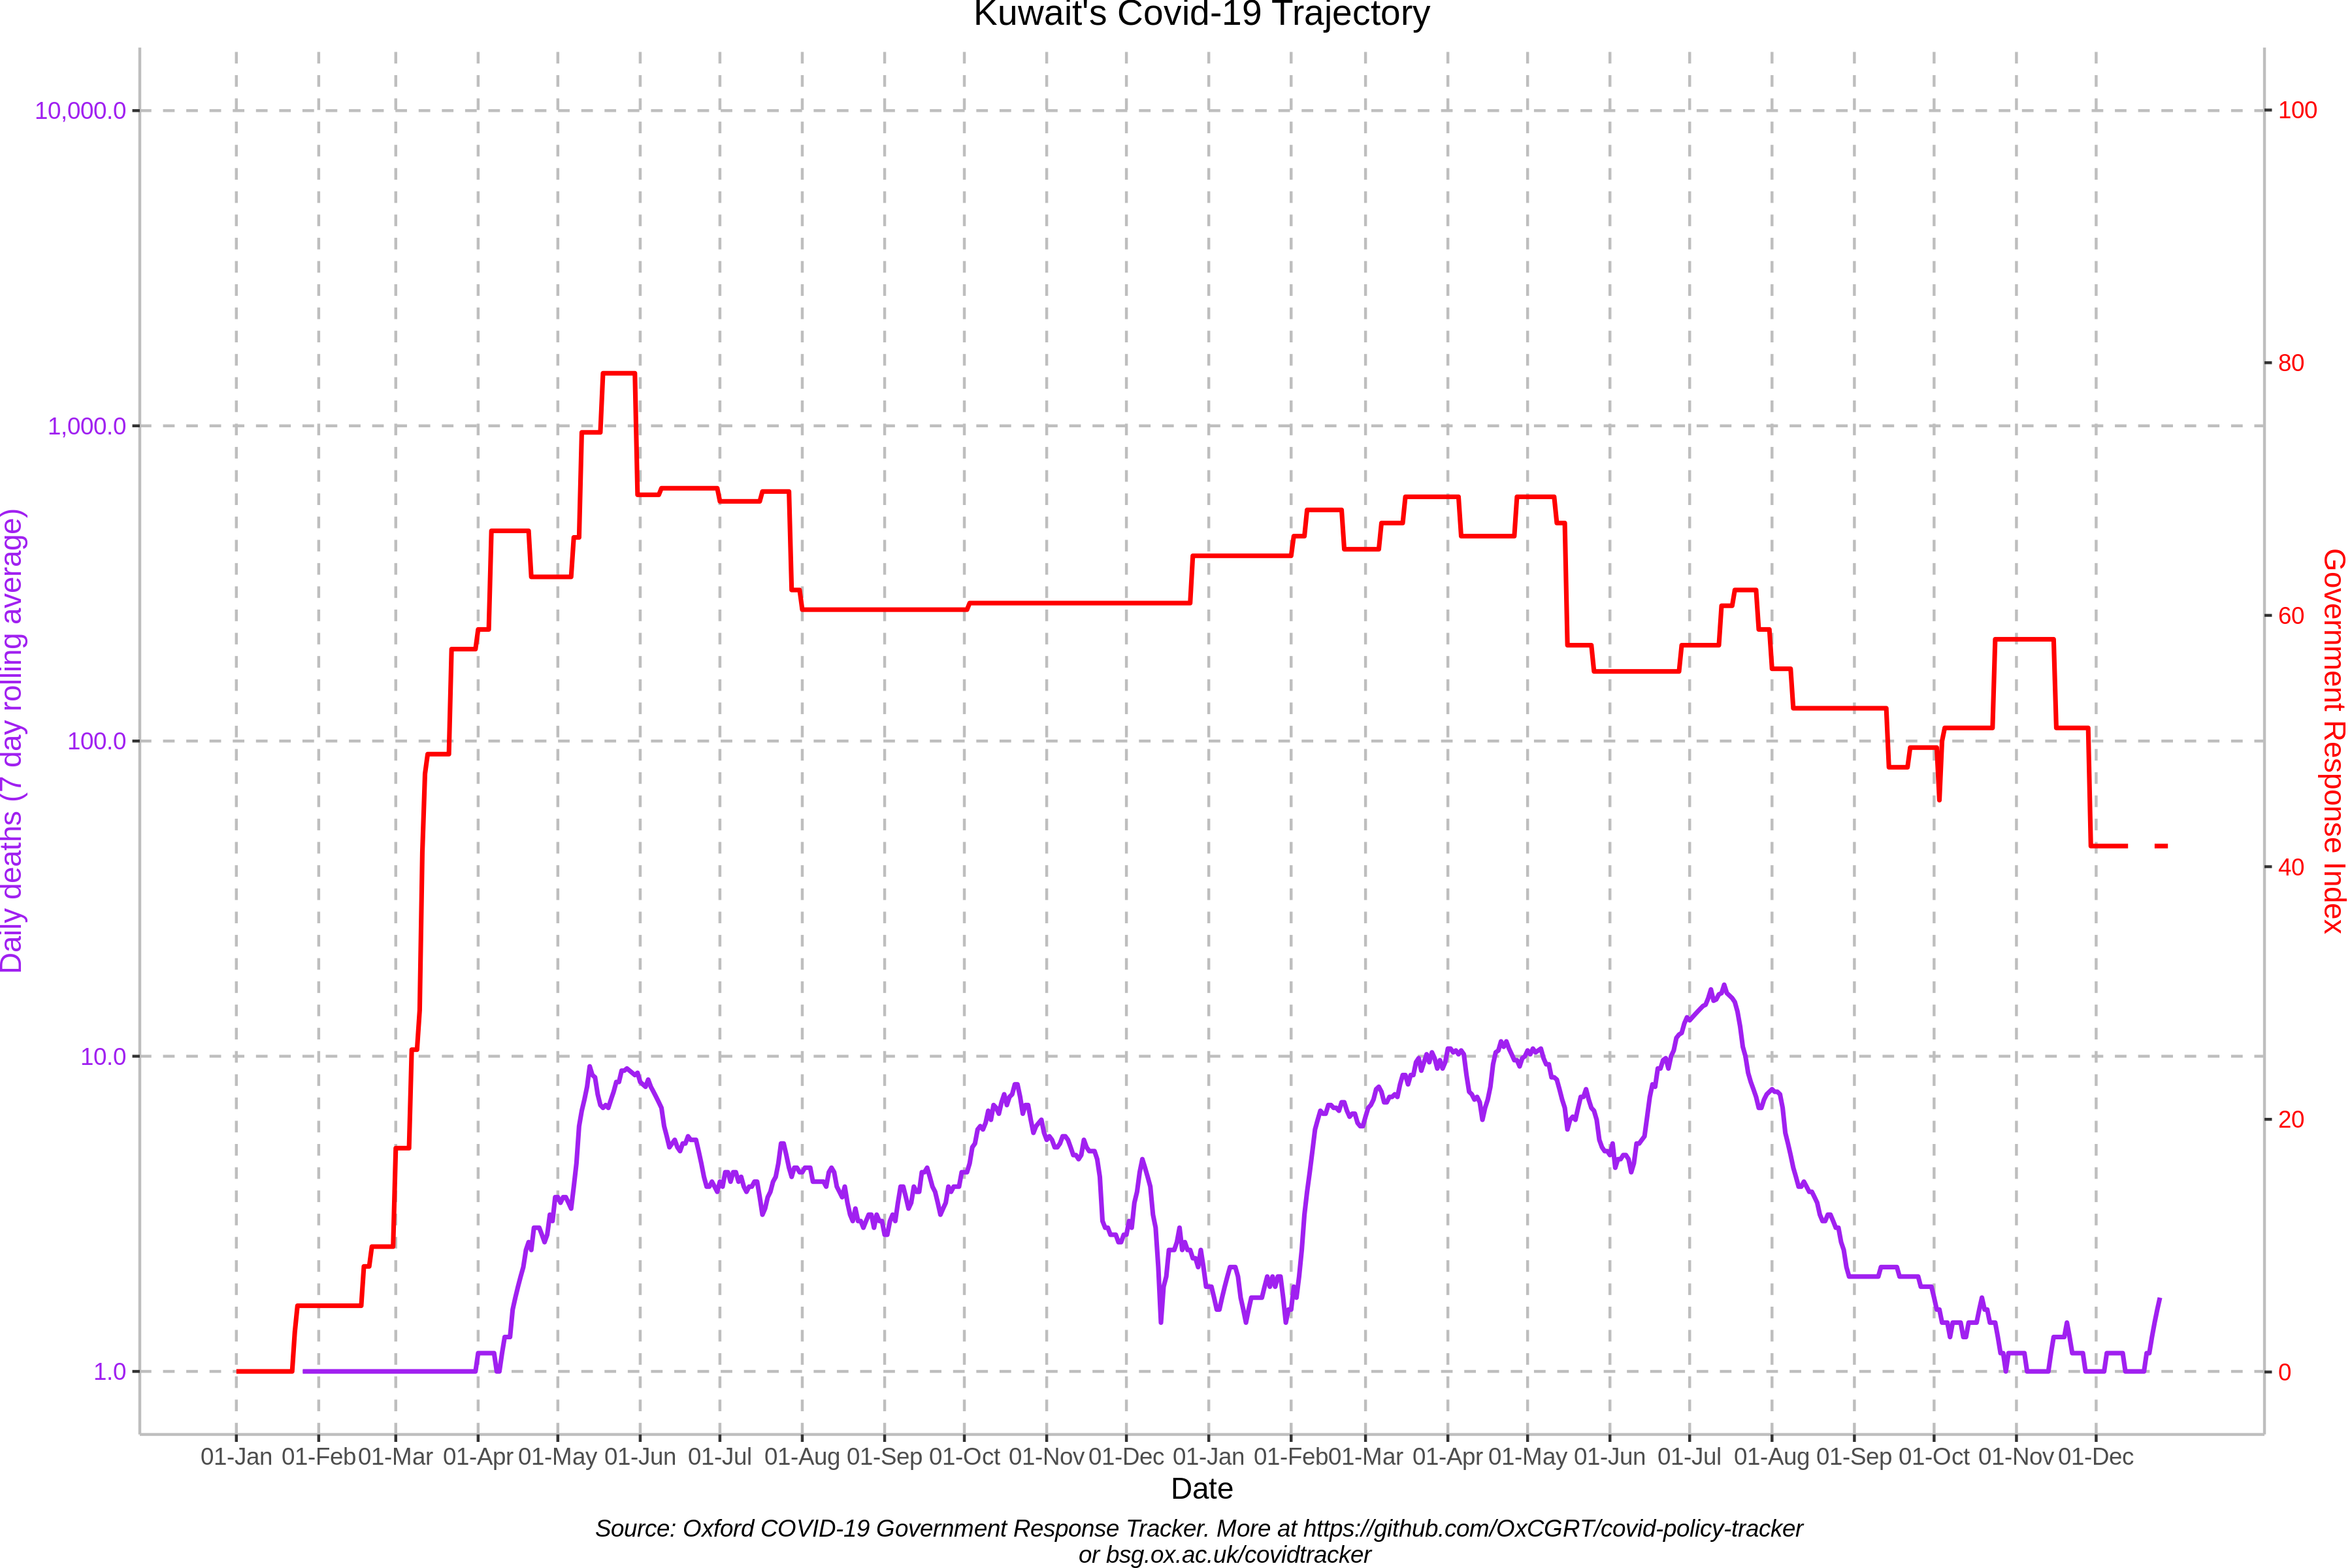 Kuwait's Covid-19 Trajectory
10,000.0
1,000.0
100.0
10.0
1.0
Daily deaths (7 day rolling average)
100
80
60
40
20
0
Government Response Index
01-Jan 01-Feb 01-Mar 01-Apr 01-May 01-Jun 01-Jul 01-Aug 01-Sep 01-Oct 01-Nov 01-Dec 01-Jan 01-Feb 01-Mar 01-Apr 01-May 01-Jun 01-Jul 01-Aug 01-Sep 01-Oct 01-Nov 01-Dec
Date
Source: Oxford COVID-19 Government Response Tracker. More at https://github.com/OxCGRT/covid-policy-tracker
or bsg.ox.ac.uk/covidtracker